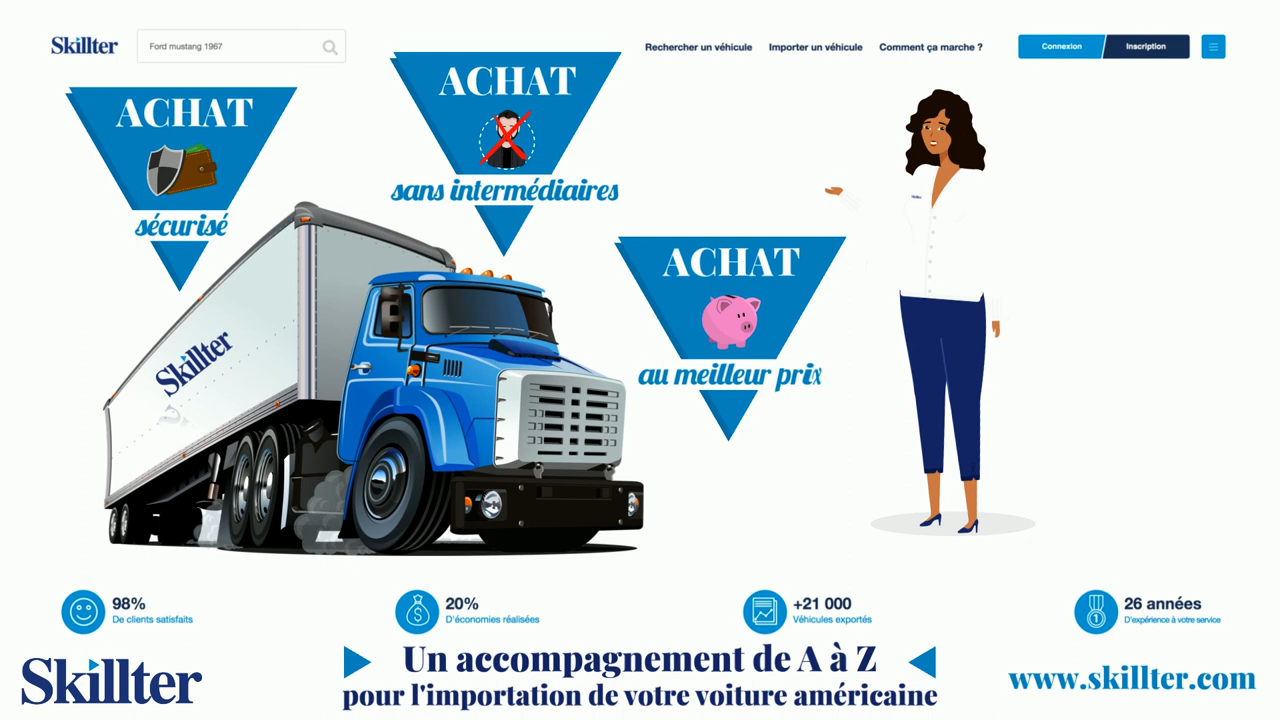 Skillter
Ford mustang 1967
Rechercher un véhicule
Importer un véhicule
Comment ça marche ?
Connexion
Inscription
ACHAT
sécurisé
ACHAT
sans intermédiaires
ACHAT
au meilleur prix
Skillter
Skillter
98%
De clients satisfaits
20%
D'économies réalisées
+21 000
Véhicules exportés
26 années
D'expérience à votre service
Skillter
Un accompagnement de A à Z
pour l'importation de votre voiture américaine
www.skillter.com